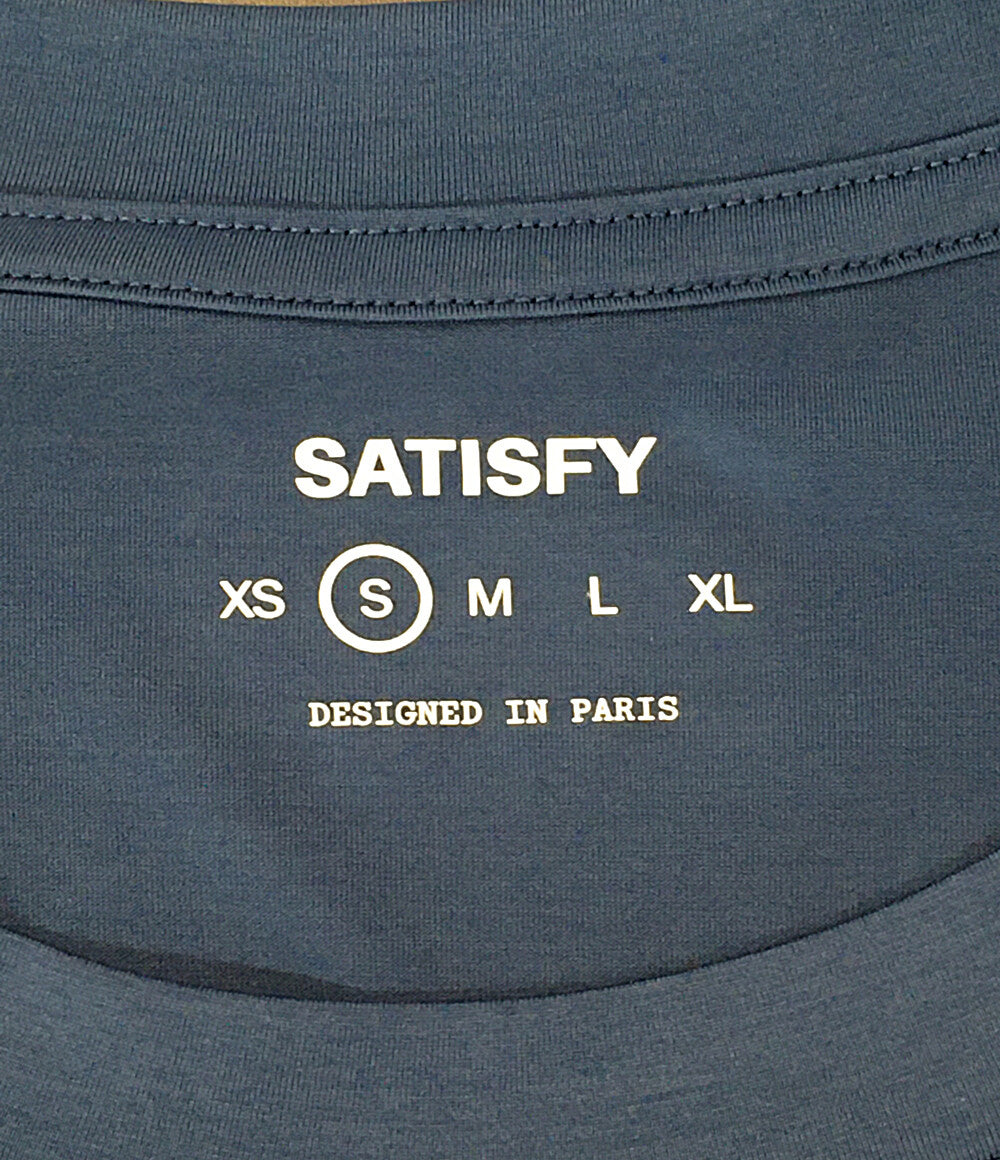 SATISFY
XS S M L XL
DESIGNED IN PARIS